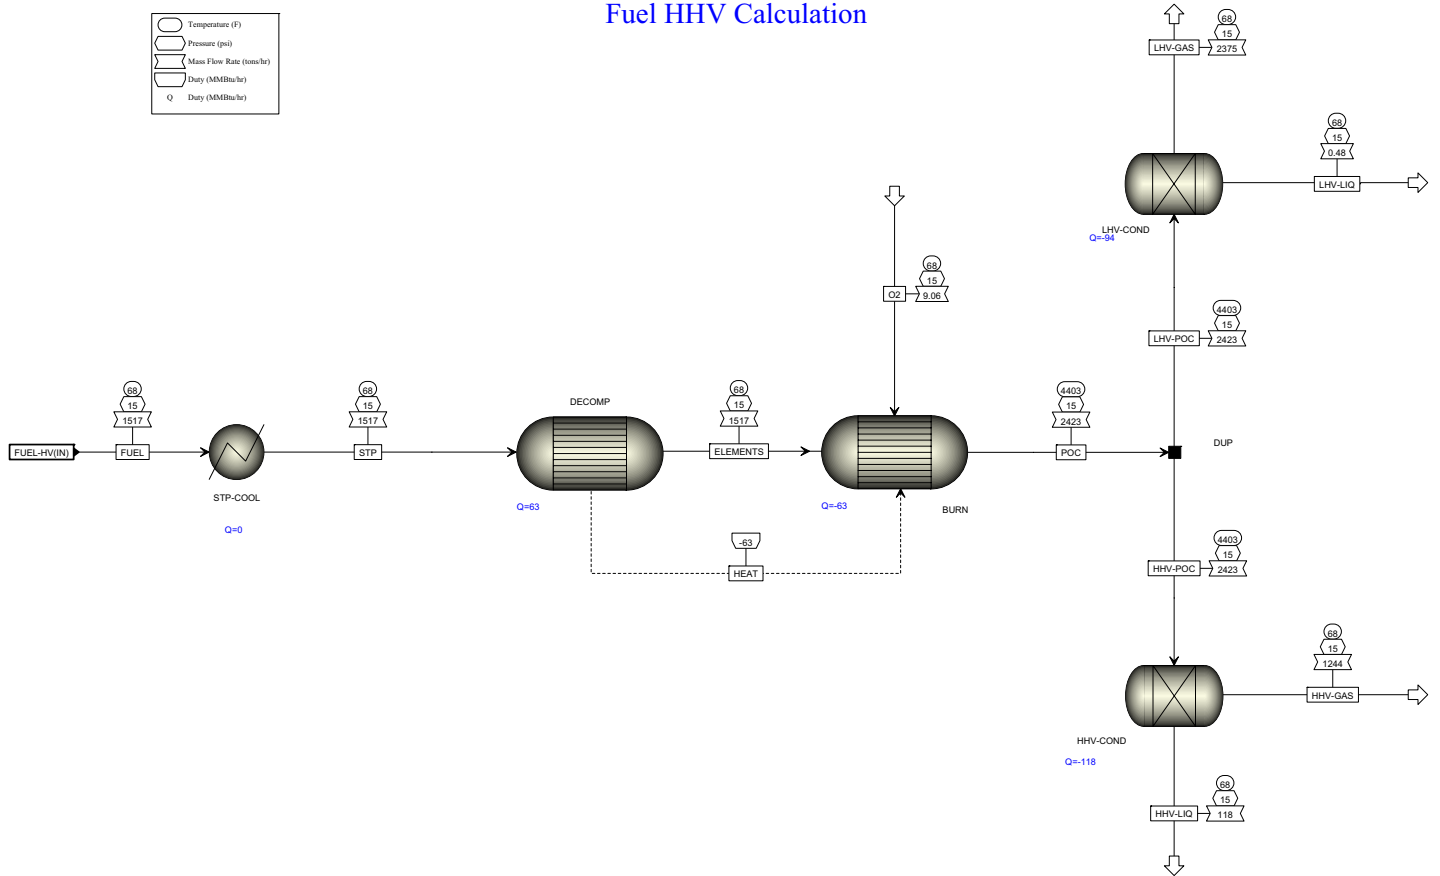 Fuel HHV Calculation
Temperature (F)
Pressure (psi)
Mass Flow Rate (tons/hr)
Duty (MMBtu/hr)
Q Duty (MMBtu/hr)
68
15
LHV-GAS 2375
68
15
0.48
LHV-LIQ
LHV-COND
Q=-94
68
15
O2 9.06
4403
15
LHV-POC 2423
68
15
1517
FUEL-HV(IN) FUEL
STP-COOL
Q=0
68
15
1517
STP
DECOMP
Q=63
68
15
1517
ELEMENTS
Q=-63
BURN
-63
HEAT
4403
15
2423
POC
DUP
4403
15
HHV-POC 2423
68
15
1244
HHV-GAS
HHV-COND
Q=-118
68
15
HHV-LIQ 118